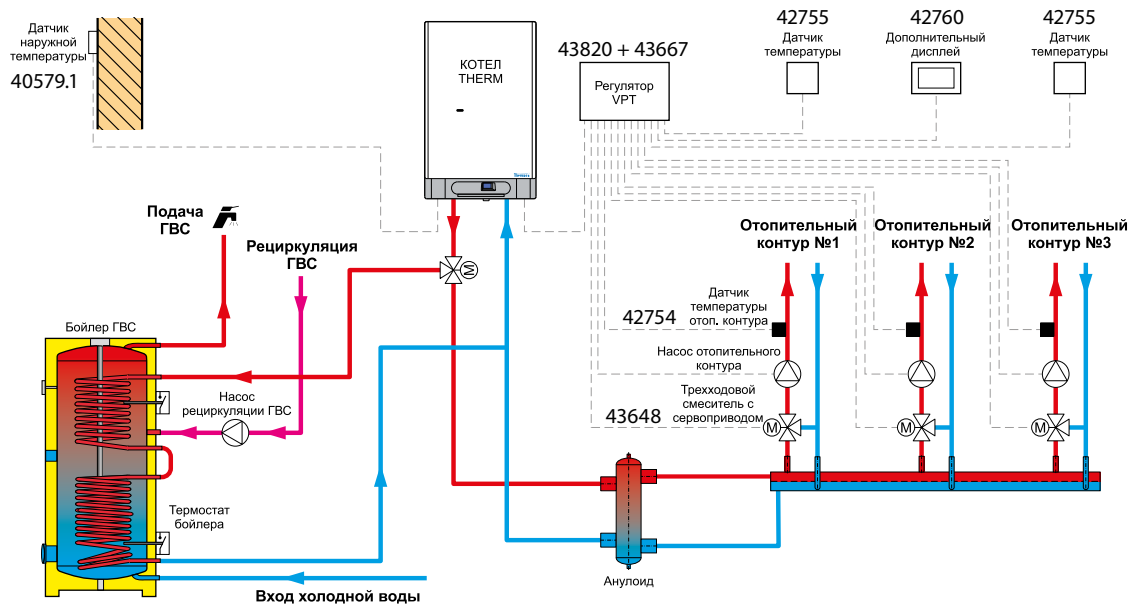 Датчик
наружной
температуры
40579.1
КОТЕЛ
THERM
43820 + 43667
Регулятор
VPT
42755
Датчик
температуры
42760
Дополнительный
дисплей
42755
Датчик
температуры
Подача
ГВС
Рециркуляция
ГВС
M
Отопительный
контур №1
Отопительный
контур №2
Отопительный
контур №3
Датчик
температуры
отоп. контура
42754
Насос отопительного
контура
Трехходовой
смеситель с
сервоприводом
43648
M
M
M
Бойлер ГВС
Насос
рециркуляции ГВС
Термостат
бойлера
Анулоид
Вход холодной воды